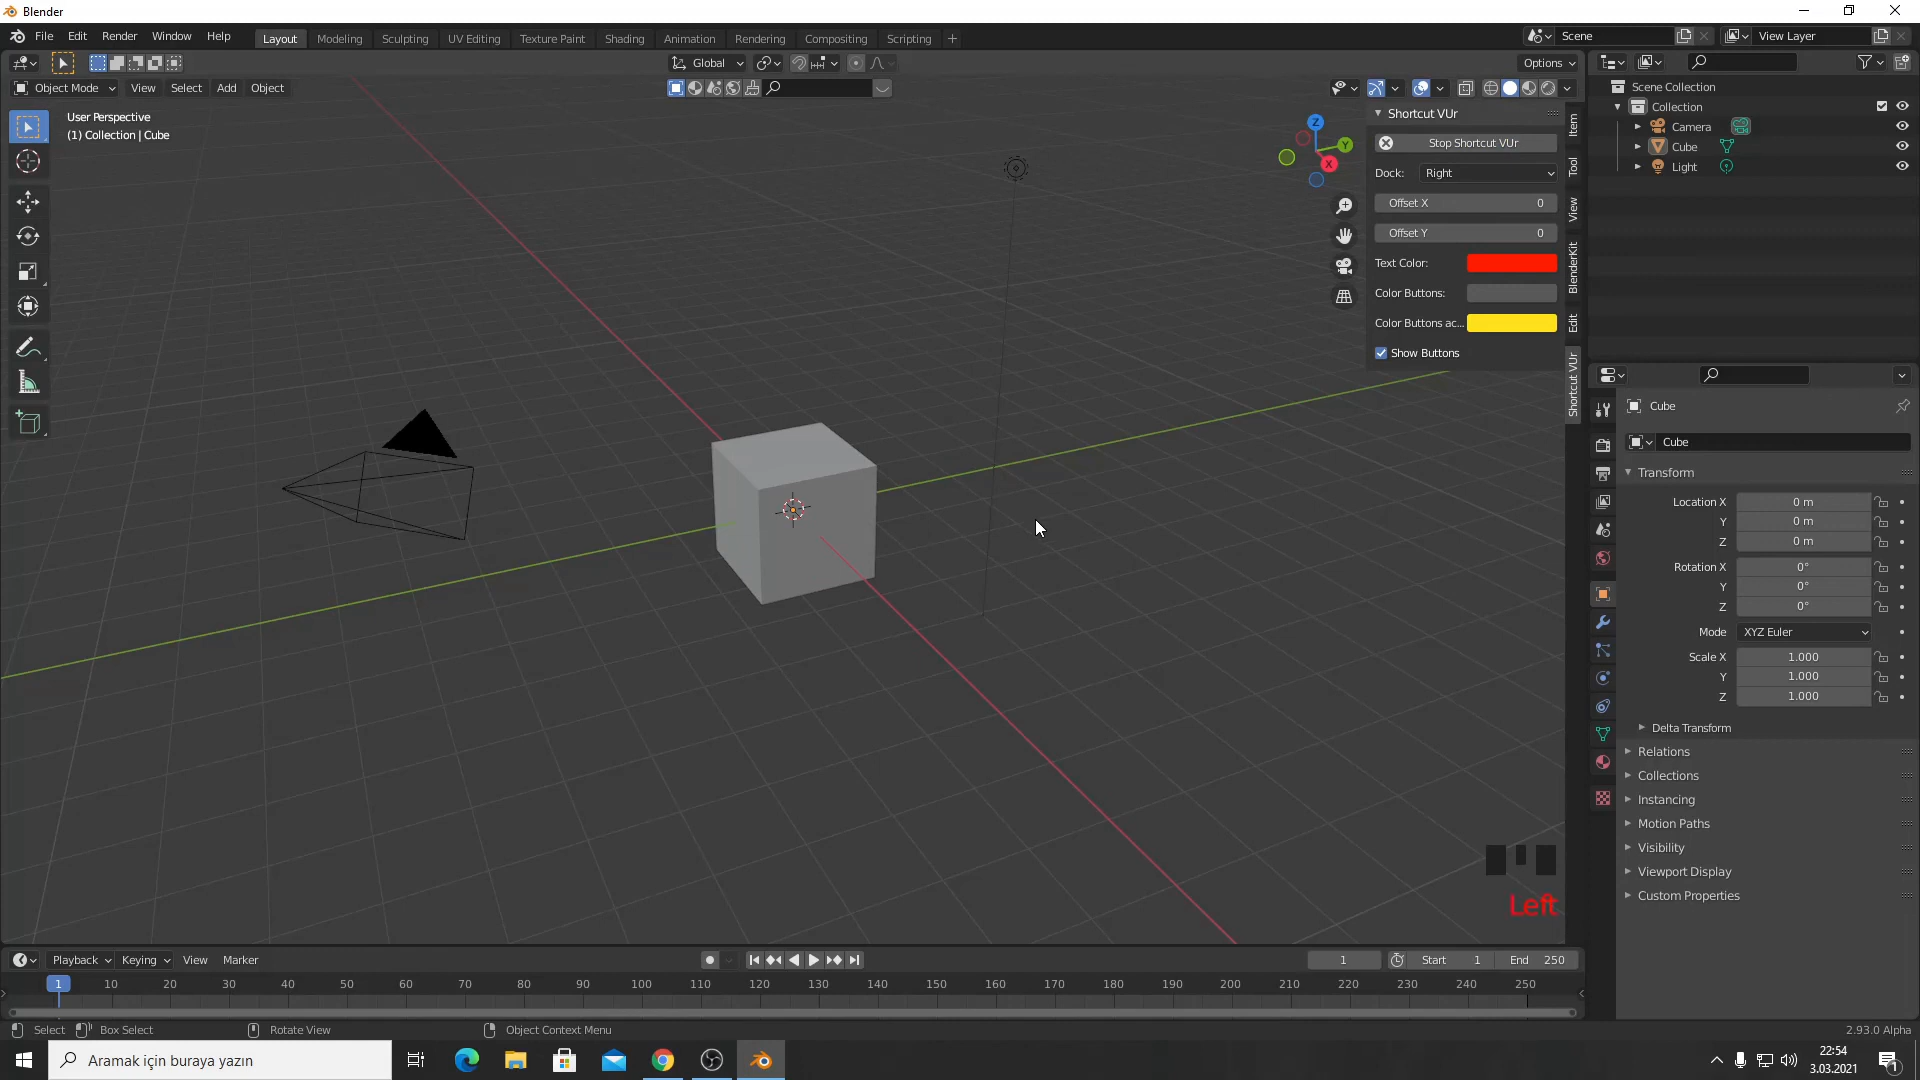 Blender
File Edit Render Window Help
Layout Modeling Sculpting UV Editing Texture Paint Shading Animation Rendering Compositing Scripting +
Scene
View Layer
Global
Options
Object Mode View Select Add Object
User Perspective
(1) Collection | Cube
Z
Y
X
Shortcut VUr
Stop Shortcut VUr
Dock: Right
Offset X 0
Offset Y 0
Text Color:
Color Buttons:
Color Buttons ac...
Show Buttons
Item
Tool
View
BlenderKit
Edit
Shortcut VUr
Scene Collection
Collection
Camera
Cube
Light
Cube
Cube
Transform
Location X 0 m
Y 0 m
Z 0 m
Rotation X 0°
Y 0°
Z 0°
Mode XYZ Euler
Scale X 1.000
Y 1.000
Z 1.000
Delta Transform
Relations
Collections
Instancing
Motion Paths
Visibility
Viewport Display
Custom Properties
Left
Playback Keying View Marker
1 Start 1 End 250
1 10 20 30 40 50 60 70 80 90 100 110 120 130 140 150 160 170 180 190 200 210 220 230 240 250
Select Box Select Rotate View Object Context Menu 2.93.0 Alpha
Aramak için buraya yazın
22:54
3.03.2021
1